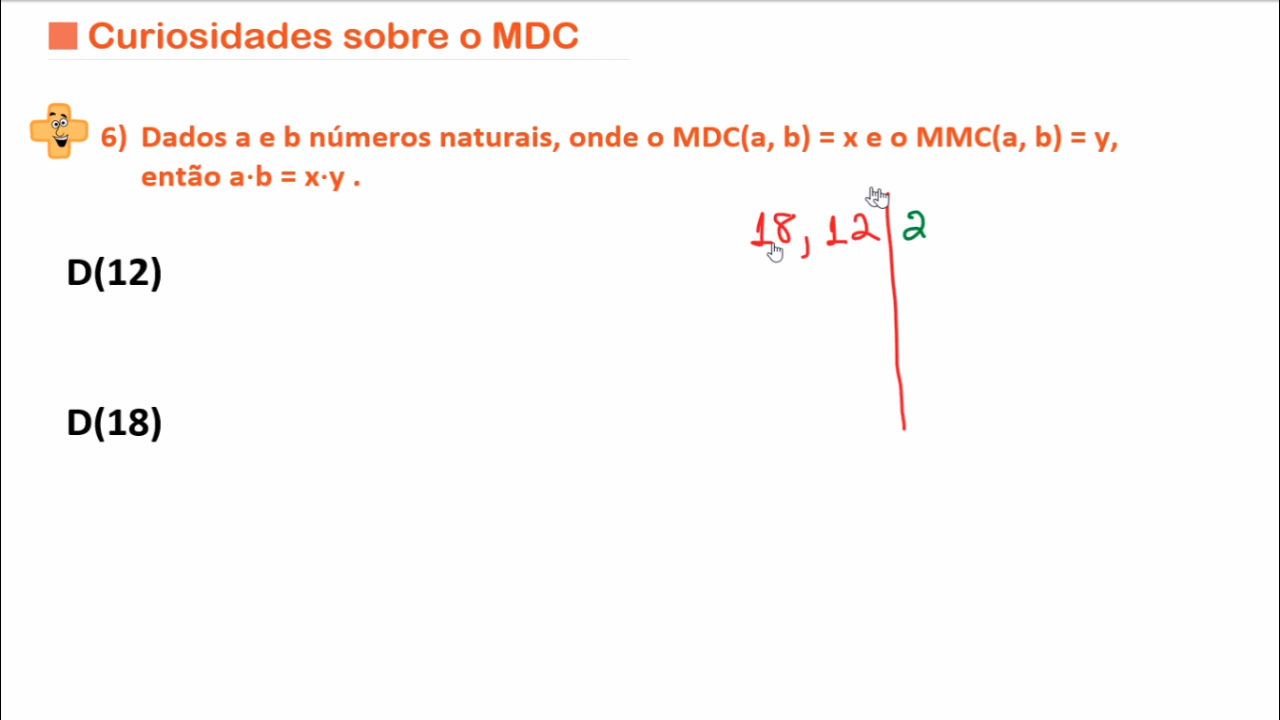 Curiosidades sobre o MDC
6) Dados a e b números naturais, onde o MDC(a, b) = x e o MMC(a, b) = y,
então a·b = x·y .
18, 12 2
D(12)
D(18)